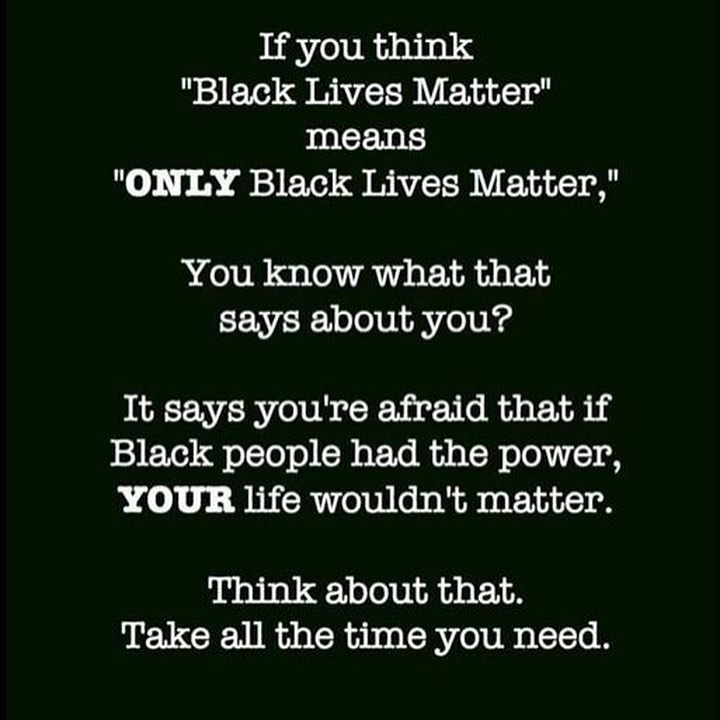 If you think
"Black Lives Matter"
means
"ONLY Black Lives Matter,"
You know what that
says about you?
It says you're afraid that if
Black people had the power,
YOUR life wouldn't matter.
Think about that.
Take all the time you need.